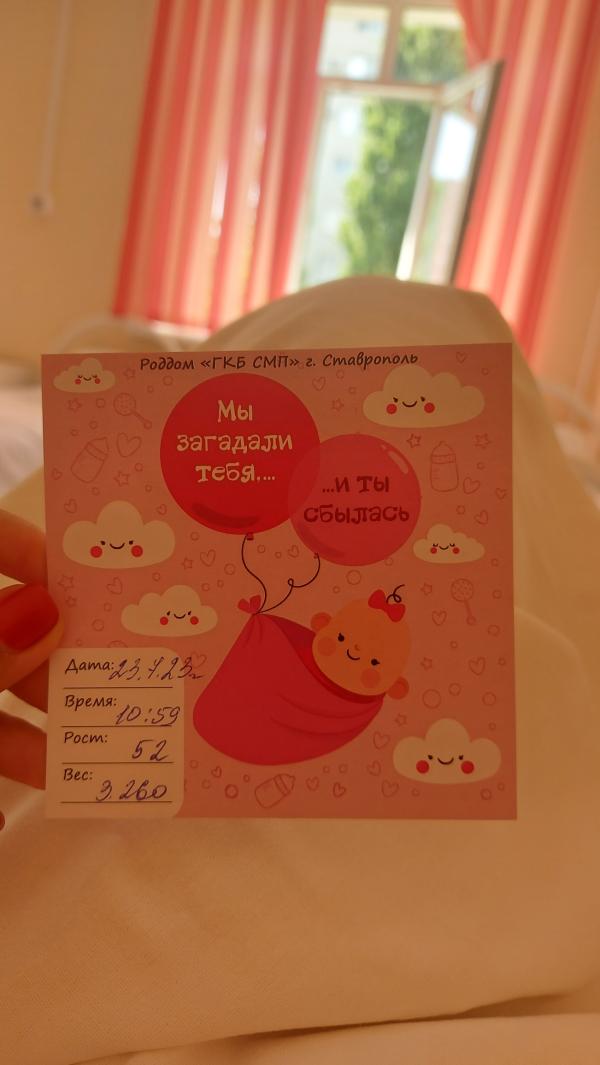 Роддом «ГКБ СМП» г. Ставрополь
Мы
загадали
тебя,...
...и ты
сбылась
Дата: 23.7.23г
Время: 10:59
Рост: 52
Вес: 3.260